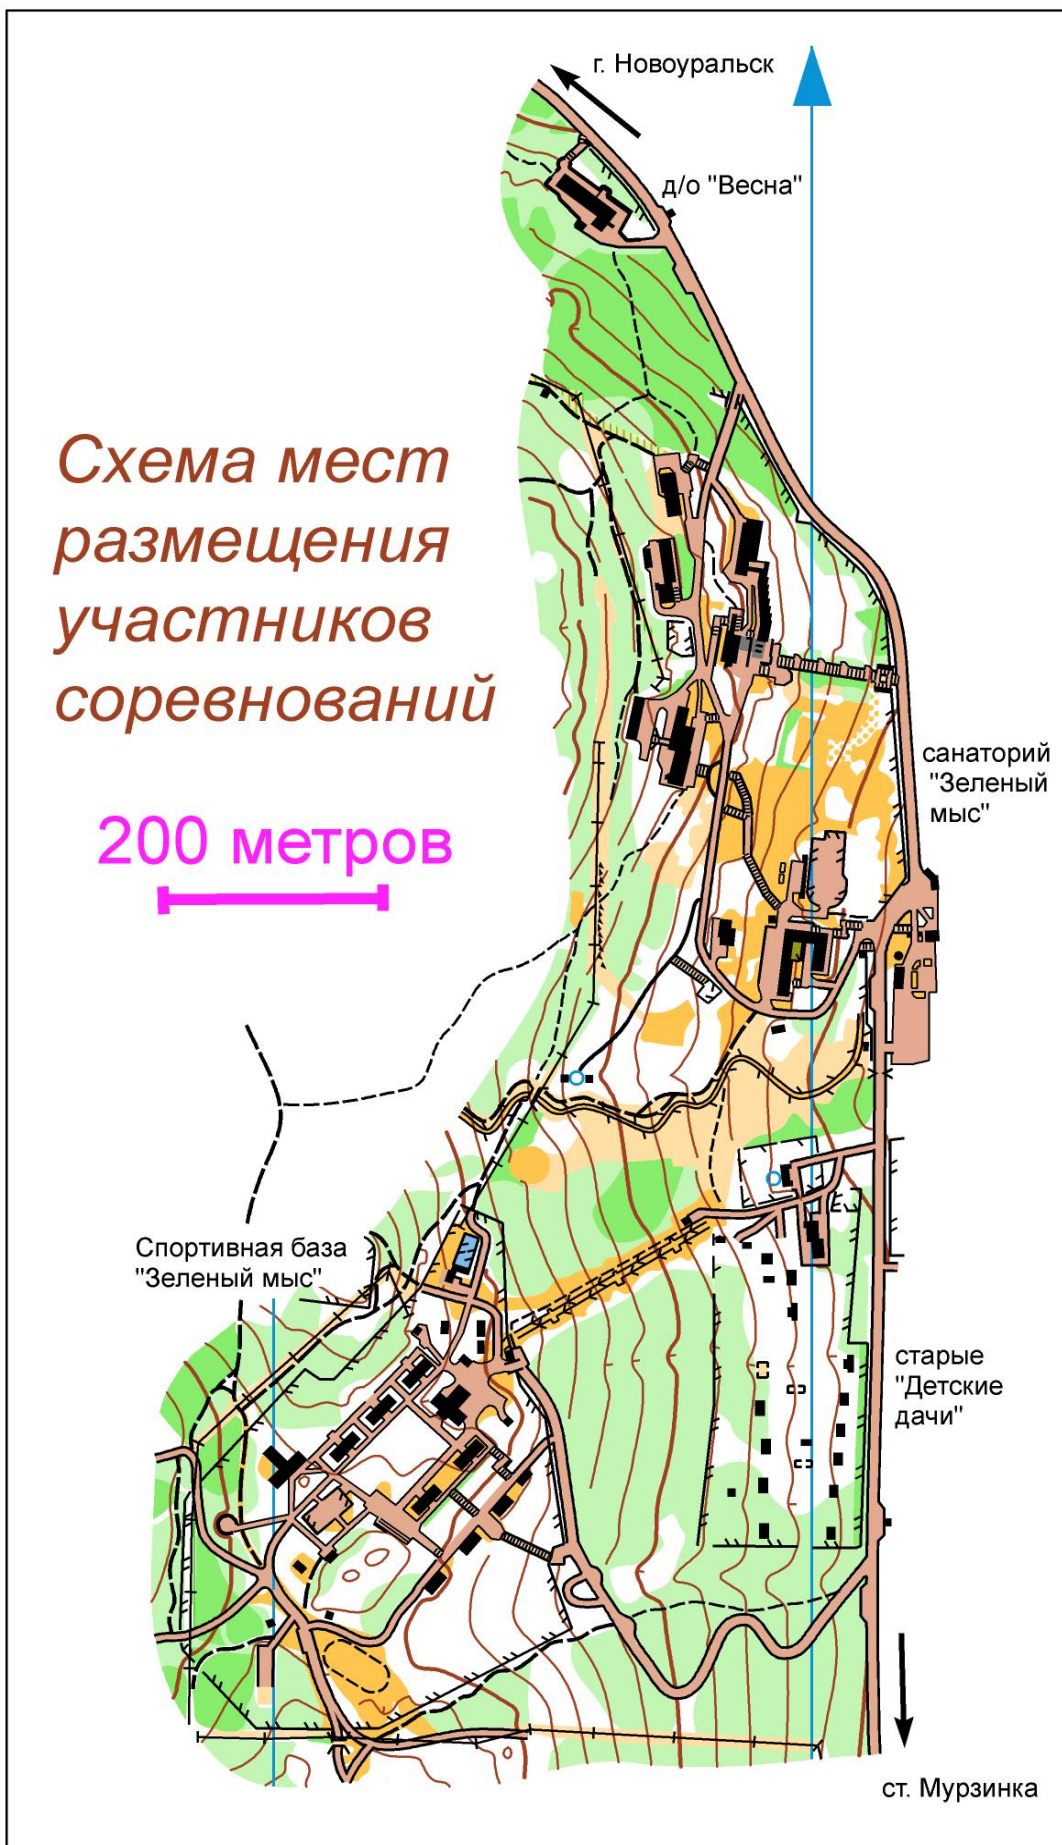 г. Новоуральск
д/о "Весна"
Схема мест
размещения
участников
соревнований
санаторий
"Зеленый
мыс"
200 метров
Спортивная база
"Зеленый мыс"
старые
"Детские
дачи"
ст. Мурзинка